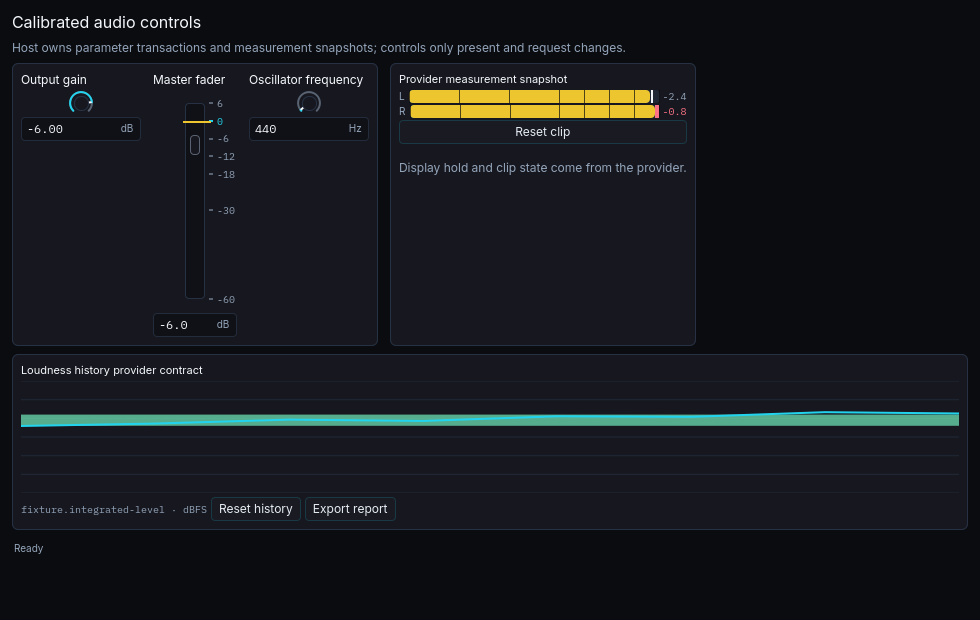 Calibrated audio controls
Host owns parameter transactions and measurement snapshots; controls only present and request changes.
Output gain
-6.00 dB
Master fader
6
0
-6
-12
-18
-30
-60
-6.0 dB
Oscillator frequency
440 Hz
Provider measurement snapshot
L -2.4
R -0.8
Reset clip
Display hold and clip state come from the provider.
Loudness history provider contract
fixture.integrated-level · dBFS Reset history Export report
Ready